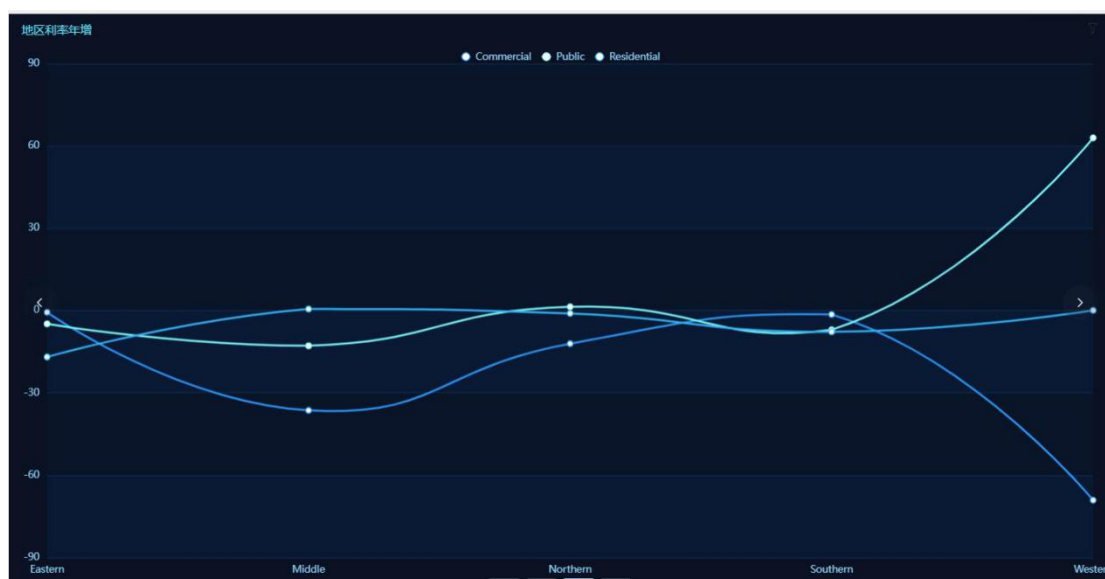 地区利率年增
Commercial Public Residential
90
60
30
0
-30
-60
-90
Eastern Middle Northern Southern Wester